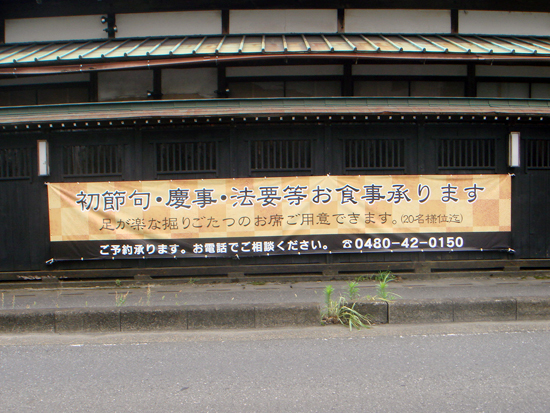 初節句・慶事・法要等お食事承ります
足が楽な掘りごたつのお席ご用意できます。(20名様位迄)
ご予約承ります。お電話でご相談ください。 ☎0480-42-0150